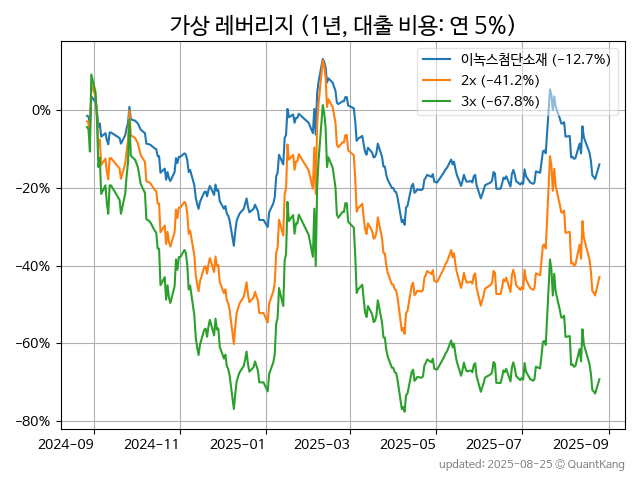 가상 레버리지 (1년, 대출 비용: 연 5%)
이녹스첨단소재 (−12.7%)
2x (−41.2%)
3x (−67.8%)
0%
−20%
−40%
−60%
−80%
2024-09 2024-11 2025-01 2025-03 2025-05 2025-07 2025-09
updated: 2025-08-25 © QuantKang